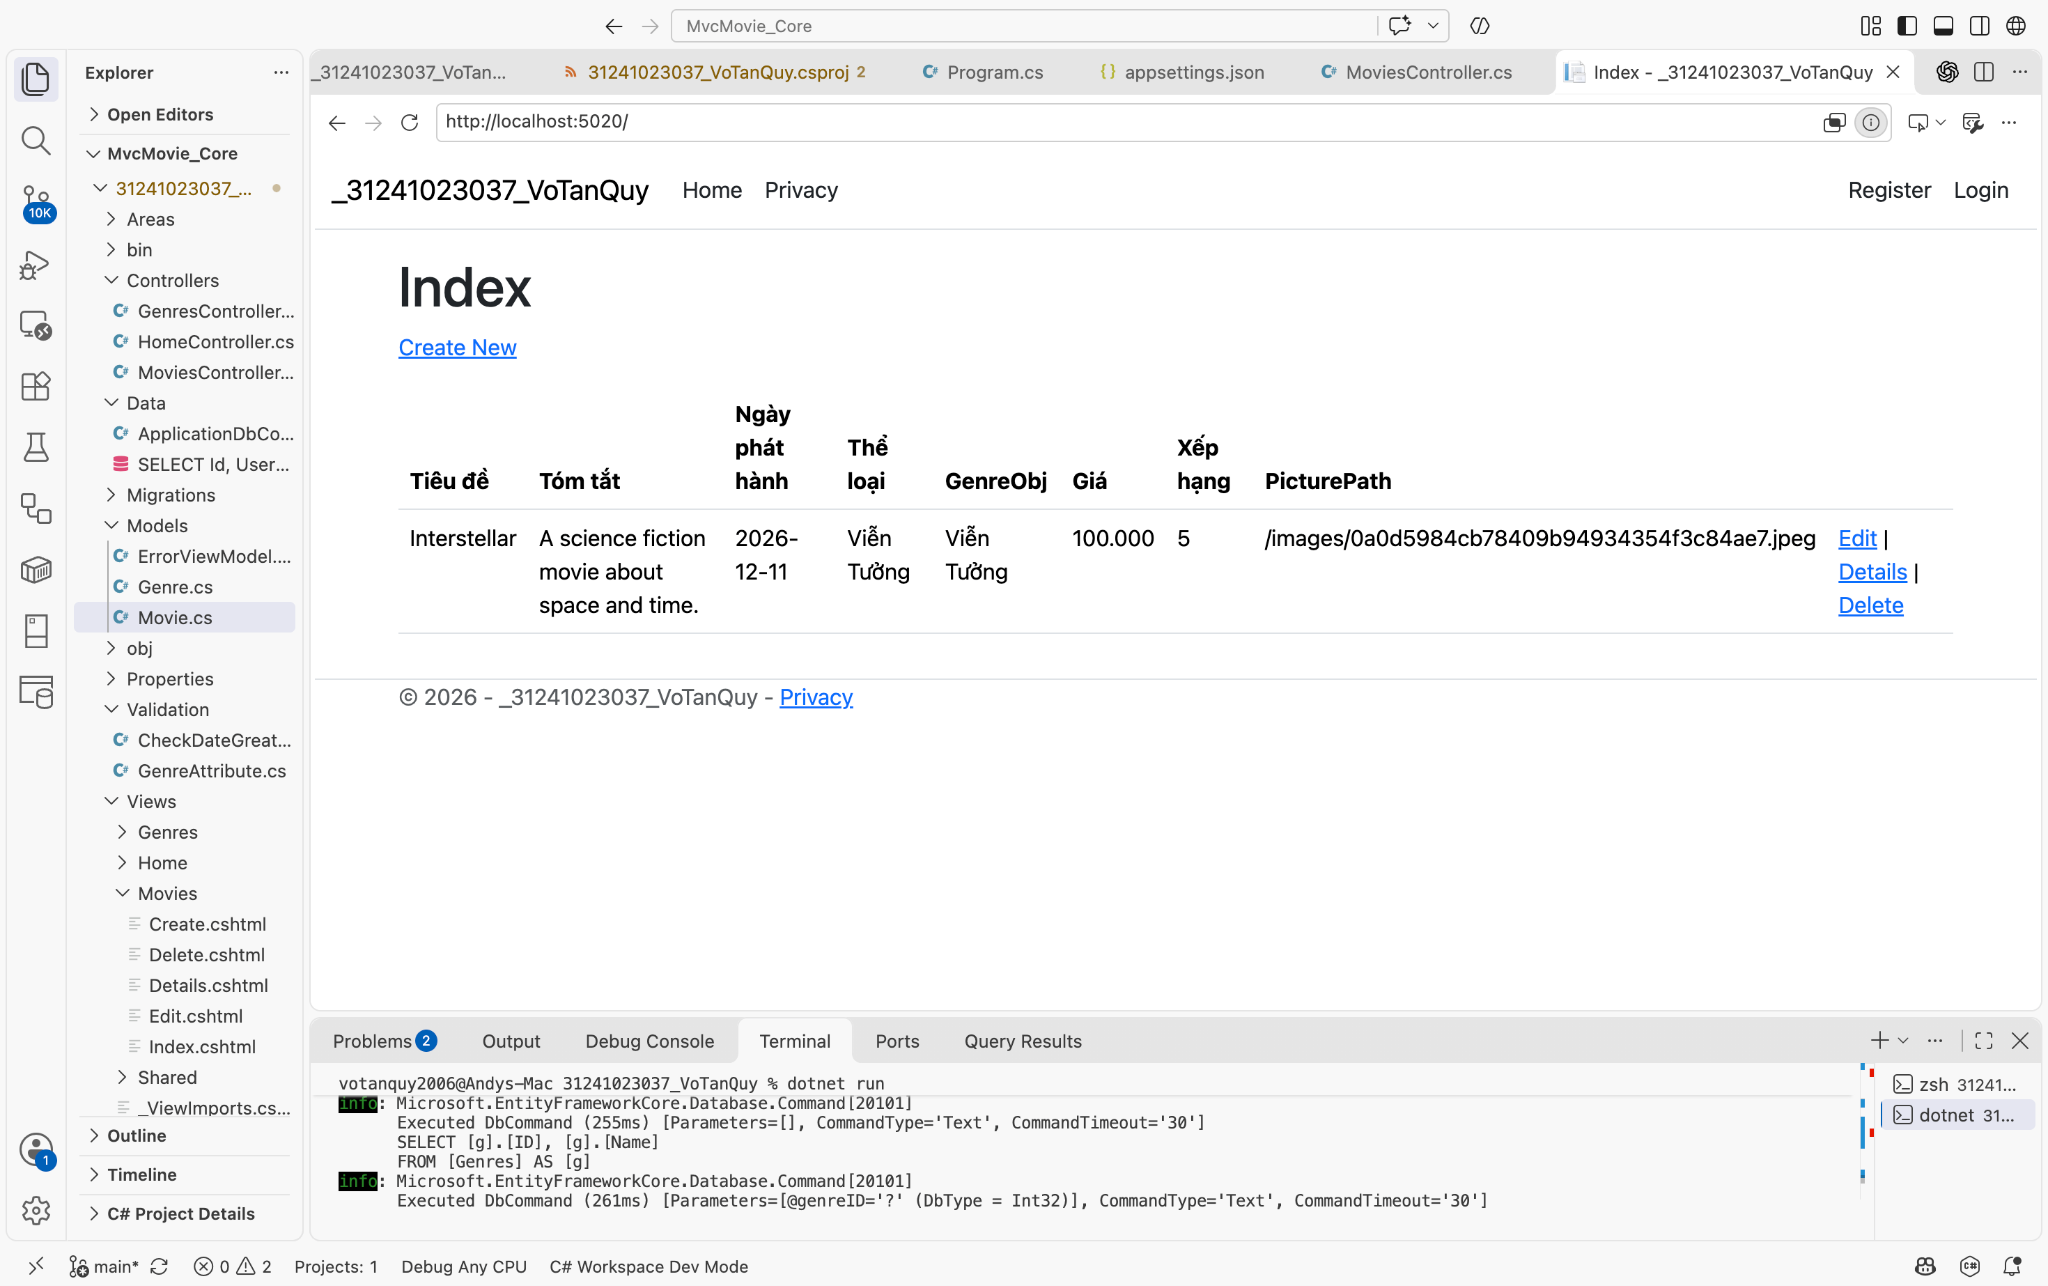 MvcMovie_Core
Explorer
Open Editors
MvcMovie_Core
31241023037_...
Areas
bin
Controllers
GenresController...
HomeController.cs
MoviesController...
Data
ApplicationDbCo...
SELECT Id, User...
Migrations
Models
ErrorViewModel....
Genre.cs
Movie.cs
obj
Properties
Validation
CheckDateGreat...
GenreAttribute.cs
Views
Genres
Home
Movies
Create.cshtml
Delete.cshtml
Details.cshtml
Edit.cshtml
Index.cshtml
Shared
_ViewImports.cs...
Outline
Timeline
C# Project Details
10K
1
_31241023037_VoTan...
31241023037_VoTanQuy.csproj 2
Program.cs
appsettings.json
MoviesController.cs
Index - _31241023037_VoTanQuy
http://localhost:5020/
_31241023037_VoTanQuy Home Privacy Register Login
Index
Create New
Tiêu đề
Tóm tắt
Ngày
phát
hành
Thể
loại
GenreObj
Giá
Xếp
hạng
PicturePath
Interstellar
A science fiction
movie about
space and time.
2026-
12-11
Viễn
Tưởng
Viễn
Tưởng
100.000
5
/images/0a0d5984cb78409b94934354f3c84ae7.jpeg
Edit |
Details |
Delete
© 2026 - _31241023037_VoTanQuy - Privacy
Problems 2 Output Debug Console Terminal Ports Query Results
votanquy2006@Andys-Mac 31241023037_VoTanQuy % dotnet run
info: Microsoft.EntityFrameworkCore.Database.Command[20101]
Executed DbCommand (255ms) [Parameters=[], CommandType='Text', CommandTimeout='30']
SELECT [g].[ID], [g].[Name]
FROM [Genres] AS [g]
info: Microsoft.EntityFrameworkCore.Database.Command[20101]
Executed DbCommand (261ms) [Parameters=[@genreID='?' (DbType = Int32)], CommandType='Text', CommandTimeout='30']
zsh 31241...
dotnet 31...
main* 0 2 Projects: 1 Debug Any CPU C# Workspace Dev Mode